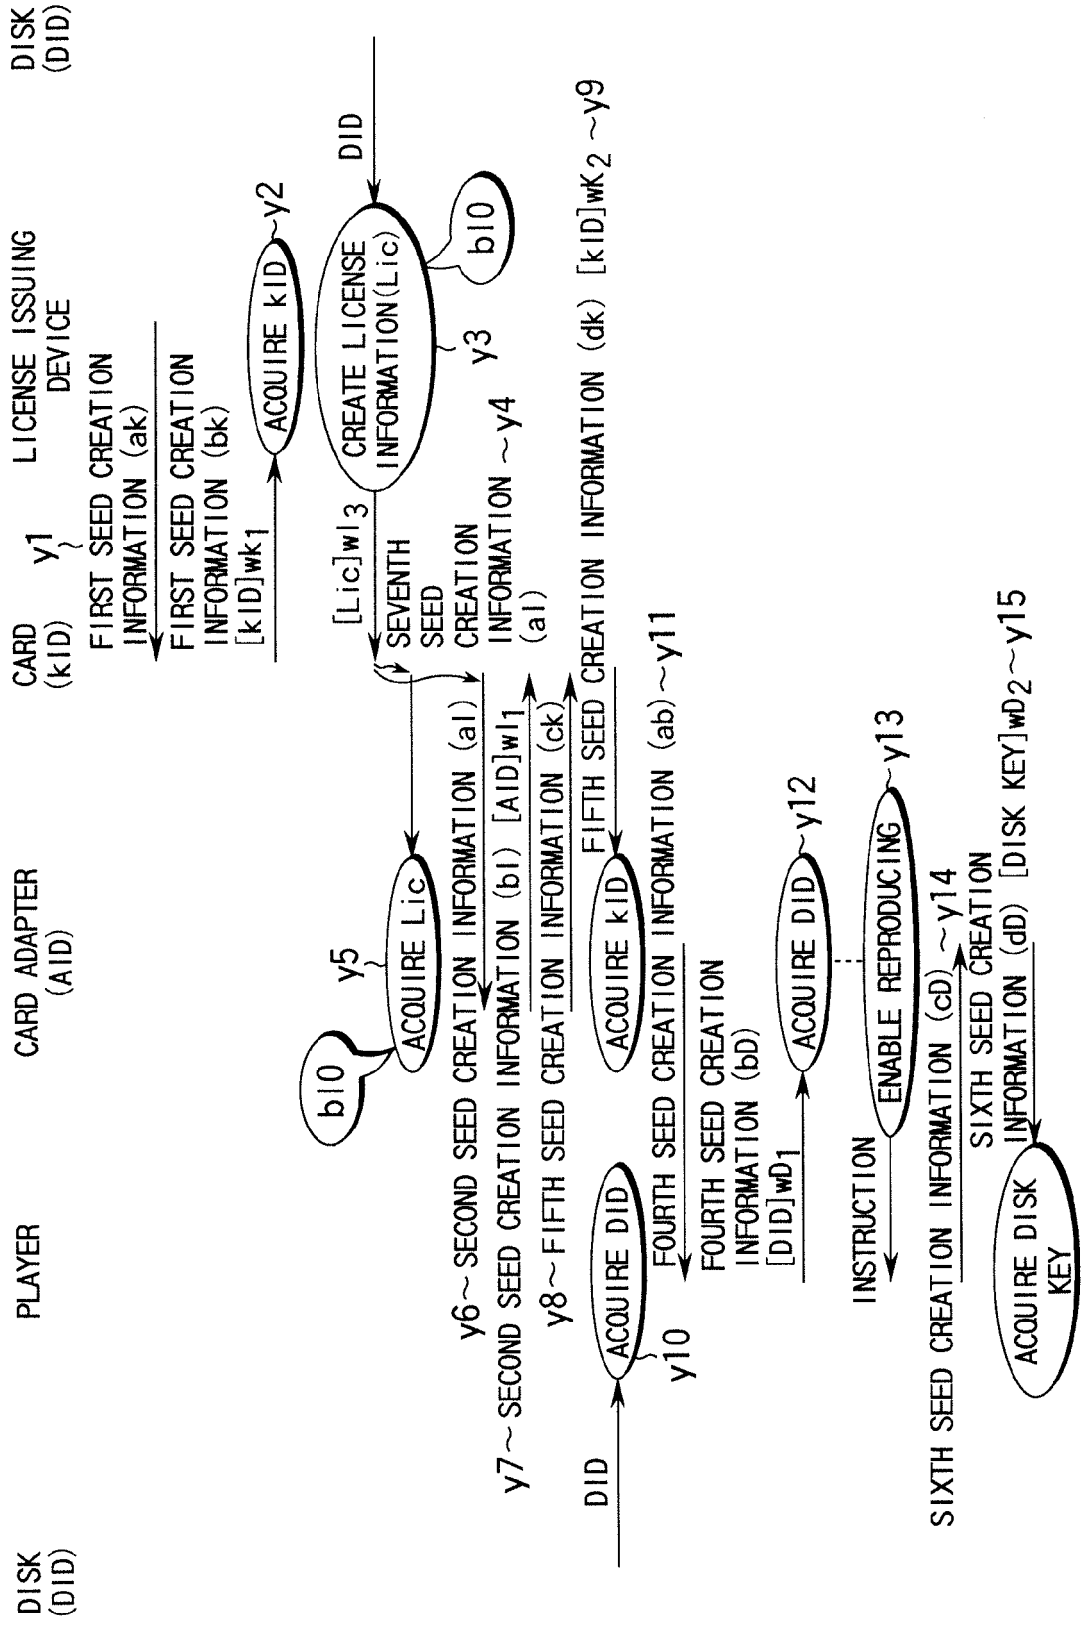 DISK
(DID)
PLAYER
CARD ADAPTER
(AID)
CARD
(kID)
LICENSE ISSUING
DEVICE
DISK
(DID)
y1
FIRST SEED CREATION
INFORMATION (ak)
FIRST SEED CREATION
INFORMATION (bk)
[kID]wk1
ACQUIRE kID
y2
DID
CREATE LICENSE
INFORMATION(Lic)
b10
y3
[Lic]wl3
SEVENTH
SEED
CREATION
INFORMATION ~y4
(al)
b10
y5
ACQUIRE Lic
y6~SECOND SEED CREATION INFORMATION (al)
y7~SECOND SEED CREATION INFORMATION (bl) [AID]wl1
y8~FIFTH SEED CREATION INFORMATION (ck)
FIFTH SEED CREATION INFORMATION (dk) [kID]wK2 ~y9
ACQUIRE kID
DID
ACQUIRE DID
y10
FOURTH SEED CREATION INFORMATION (ab)~y11
FOURTH SEED CREATION
INFORMATION (bD)
[DID]wD1
ACQUIRE DID
y12
ENABLE REPRODUCING
y13
INSTRUCTION
SIXTH SEED CREATION INFORMATION (cD)~y14
SIXTH SEED CREATION
INFORMATION (dD) [DISK KEY]wD2~y15
ACQUIRE DISK
KEY